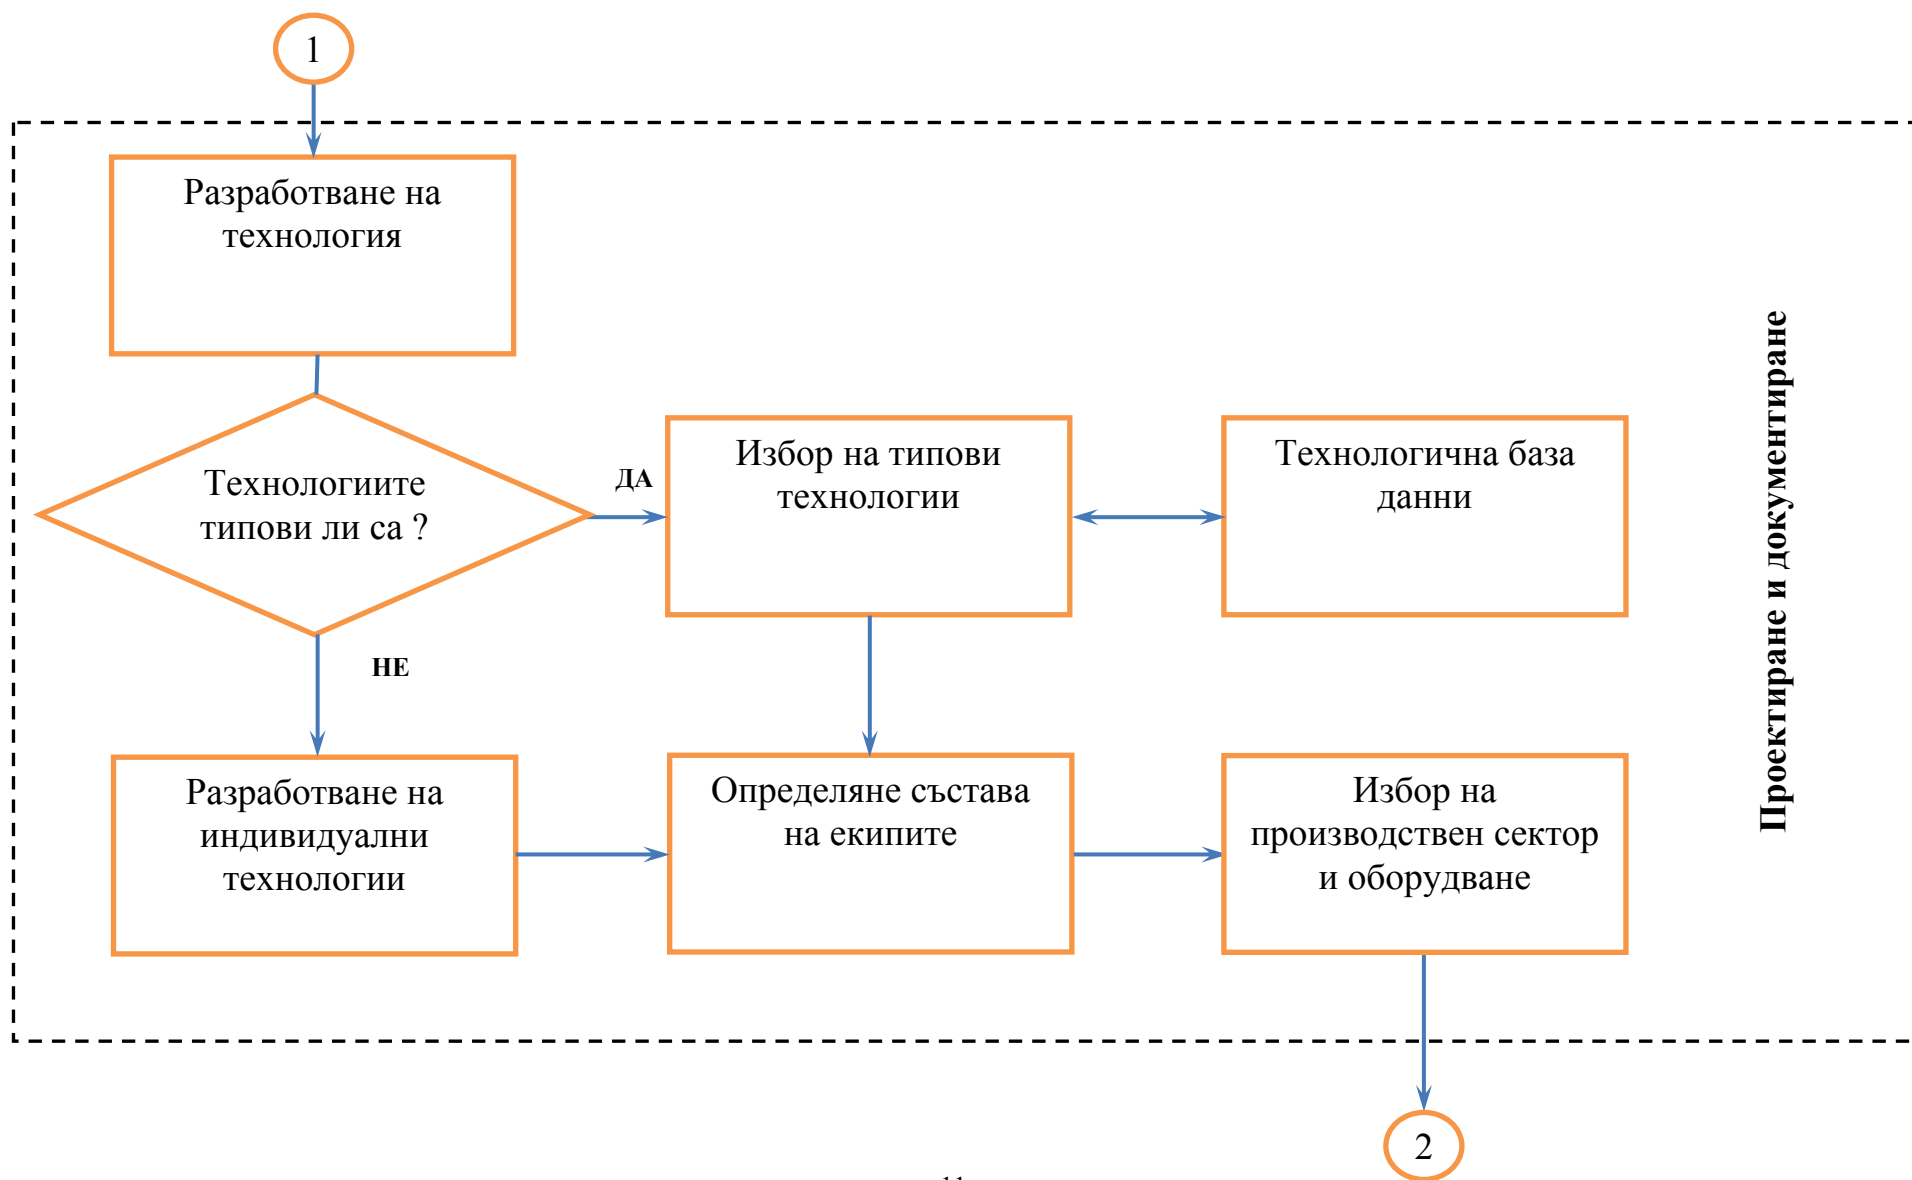 1
Разработване на
технология
Технологиите
типови ли са ?
ДА
Избор на типови
технологии
Технологична база
данни
НЕ
Разработване на
индивидуални
технологии
Определяне състава
на екипите
Избор на
производствен сектор
и оборудване
Проектиране и документиране
2